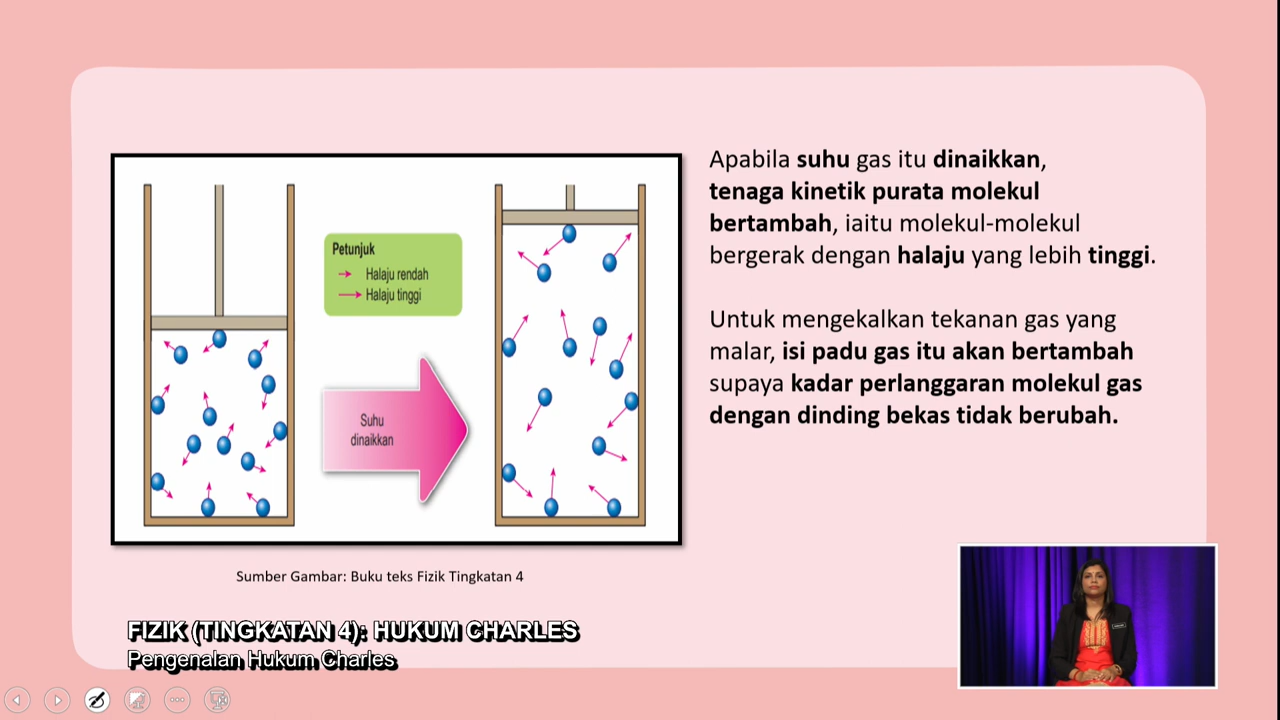 Apabila suhu gas itu dinaikkan,
tenaga kinetik purata molekul
bertambah, iaitu molekul-molekul
bergerak dengan halaju yang lebih tinggi.
Untuk mengekalkan tekanan gas yang
malar, isi padu gas itu akan bertambah
supaya kadar perlanggaran molekul gas
dengan dinding bekas tidak berubah.
Petunjuk
Halaju rendah
Halaju tinggi
Suhu
dinaikkan
Sumber Gambar: Buku teks Fizik Tingkatan 4
FIZIK (TINGKATAN 4): HUKUM CHARLES
Pengenalan Hukum Charles